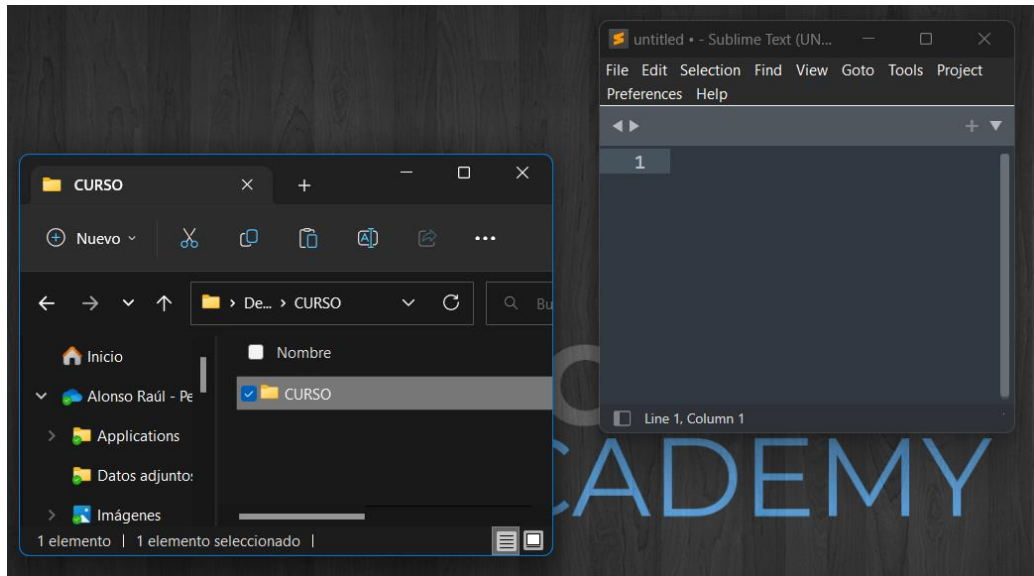 CURSO
Nuevo
De... > CURSO
Bu
Inicio
Nombre
Alonso Raúl - Pe
CURSO
Applications
Datos adjuntos
Imágenes
1 elemento | 1 elemento seleccionado |
untitled • - Sublime Text (UN...
File Edit Selection Find View Goto Tools Project
Preferences Help
1
Line 1, Column 1
CADEMY